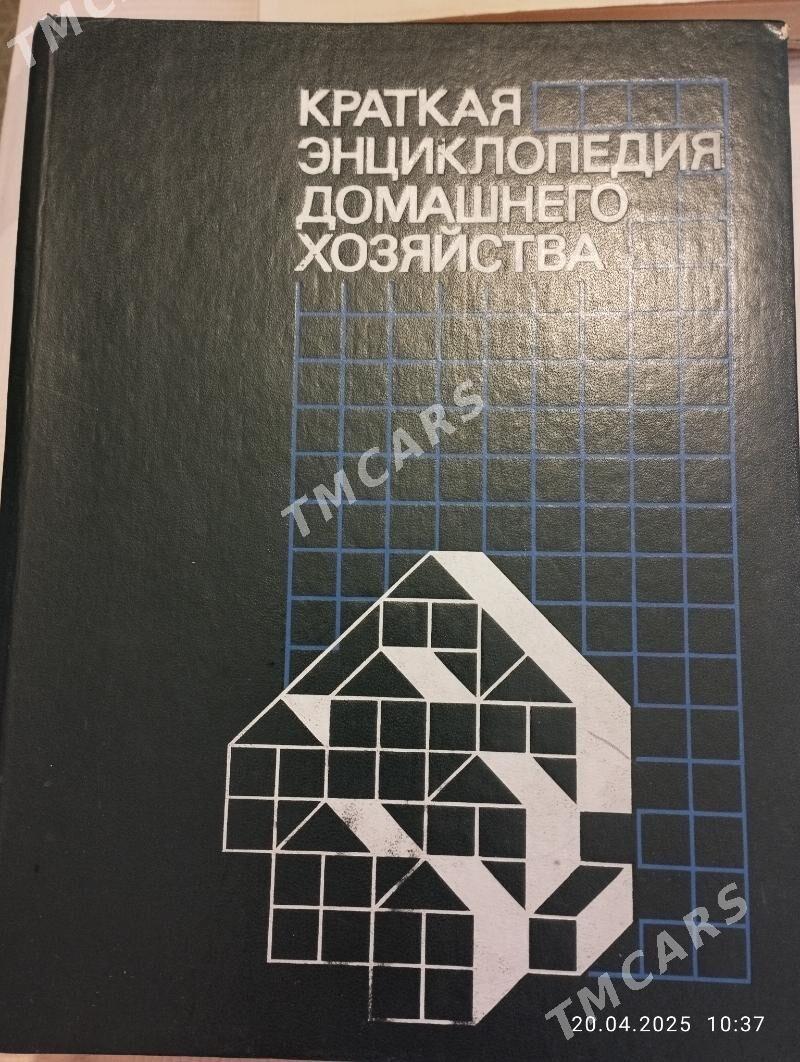 TMCARS
КРАТКАЯ
ЭНЦИКЛОПЕДИЯ
ДОМАШНЕГО
ХОЗЯЙСТВА
TMCARS
TMCARS
20.04.2025 10:37